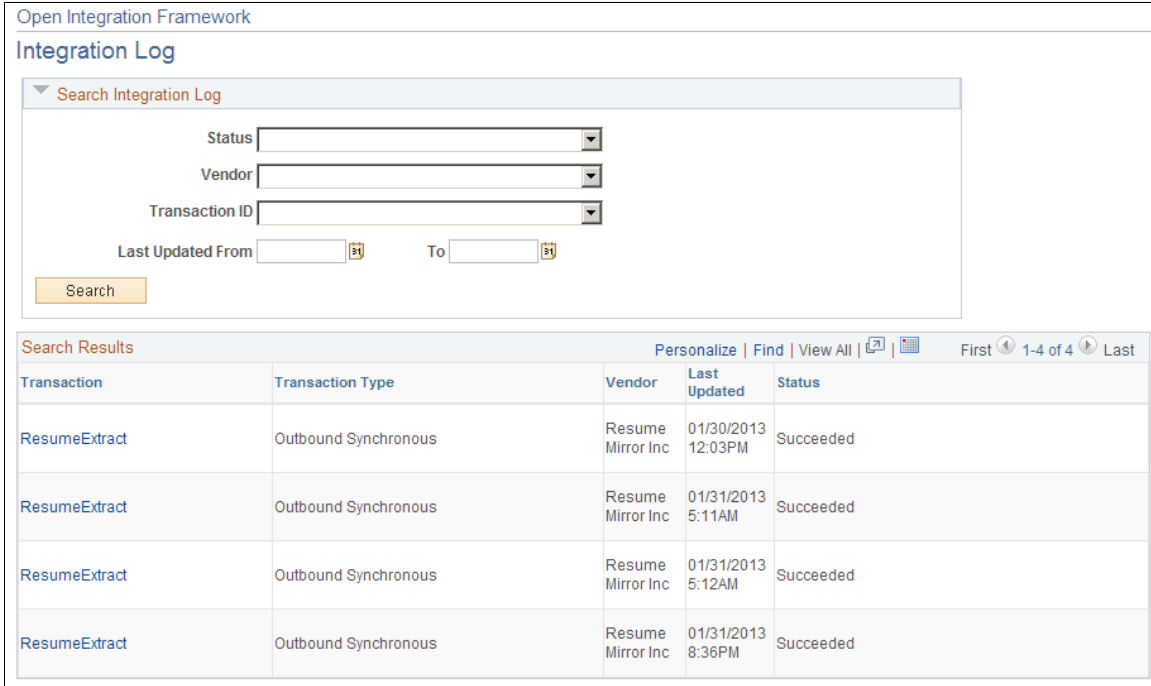 Open Integration Framework
Integration Log
Search Integration Log
Status
Vendor
Transaction ID
Last Updated From 31 To 31
Search
Search Results Personalize | Find | View All | | First 1-4 of 4 Last
Transaction Transaction Type Vendor Last Updated Status
ResumeExtract Outbound Synchronous Resume Mirror Inc 01/30/2013 12:03PM Succeeded
ResumeExtract Outbound Synchronous Resume Mirror Inc 01/31/2013 5:11AM Succeeded
ResumeExtract Outbound Synchronous Resume Mirror Inc 01/31/2013 5:12AM Succeeded
ResumeExtract Outbound Synchronous Resume Mirror Inc 01/31/2013 8:36PM Succeeded